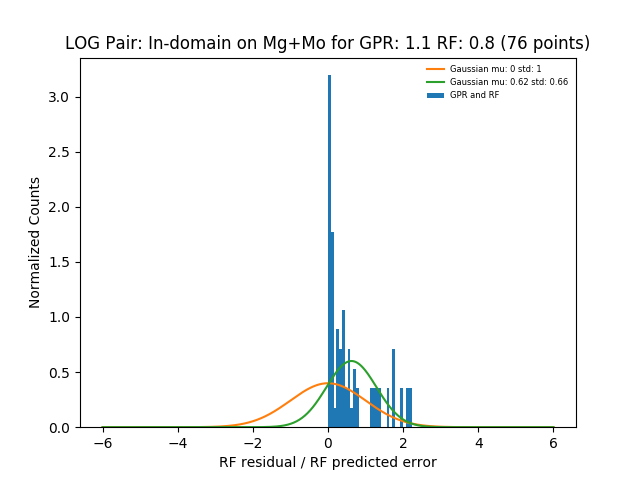 LOG Pair: In-domain on Mg+Mo for GPR: 1.1 RF: 0.8 (76 points)
Gaussian mu: 0 std: 1
Gaussian mu: 0.62 std: 0.66
GPR and RF
Normalized Counts
3.0
2.5
2.0
1.5
1.0
0.5
0.0
−6 −4 −2 0 2 4 6
RF residual / RF predicted error